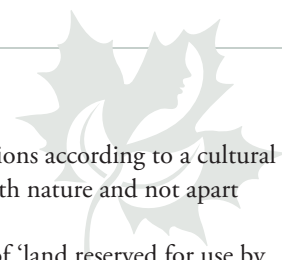 ions according to a cultural
th nature and not apart
of ‘land reserved for use by